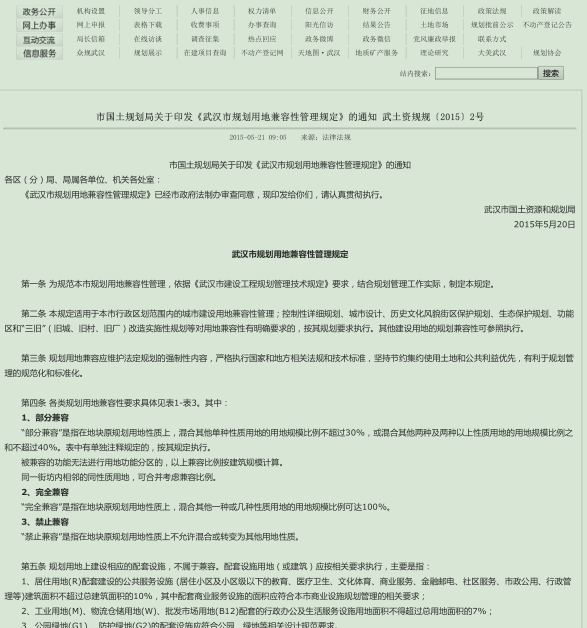 政务公开 机构设置 领导分工 人事信息 权力清单 信息公开 财务公开 征地信息 政策法规 政策解读
网上办事 网上申报 表格下载 收费事项 办事查询 阳光信访 结果公告 土地市场 规划批前公示 不动产登记公告
互动交流 局长信箱 在线访谈 调查征集 热点回应 政务微博 政务微信 党风廉政举报 联系方式
信息服务 众规武汉 规划展示 在建项目查询 不动产登记网 天地图·武汉 地质矿产服务 理论研究 大美武汉 规划协会
站内搜索： 搜索
市国土规划局关于印发《武汉市规划用地兼容性管理规定》的通知 武土资规规〔2015〕2号
2015-05-21 09:05 来源：法律法规
市国土规划局关于印发《武汉市规划用地兼容性管理规定》的通知
各区（分）局、局属各单位、机关各处室：
《武汉市规划用地兼容性管理规定》已经市政府法制办审查同意，现印发给你们，请认真贯彻执行。
武汉市国土资源和规划局
2015年5月20日
武汉市规划用地兼容性管理规定
第一条 为规范本市规划用地兼容性管理，依据《武汉市建设工程规划管理技术规定》要求，结合规划管理工作实际，制定本规定。
第二条 本规定适用于本市行政区划范围内的城市建设用地兼容性管理；控制性详细规划、城市设计、历史文化风貌街区保护规划、生态保护规划、功能
区和"三旧"（旧城、旧村、旧厂）改造实施性规划等对用地兼容性有明确要求的，按其规划要求执行。其他建设用地的规划兼容性可参照执行。
第三条 规划用地兼容应维护法定规划的强制性内容，严格执行国家和地方相关法规和技术标准，坚持节约集约使用土地和公共利益优先，有利于规划管
理的规范化和标准化。
第四条 各类规划用地兼容性要求具体见表1-表3。其中：
1、部分兼容
"部分兼容"是指在地块原规划用地性质上，混合其他单种性质用地的用地规模比例不超过30%，或混合其他两种及两种以上性质用地的用地规模比例之
和不超过40%。表中有单独注释规定的，按其规定执行。
被兼容的功能无法进行用地功能分区的，以上兼容比例按建筑规模计算。
同一街坊内相邻的同性质用地，可合并考虑兼容比例。
2、完全兼容
"完全兼容"是指在地块原规划用地性质上，混合其他一种或几种性质用地的用地规模比例可达100%。
3、禁止兼容
"禁止兼容"是指在地块原规划用地性质上不允许混合或转变为其他用地性质。
第五条 规划用地上建设相应的配套设施，不属于兼容。配套设施用地（或建筑）应按相关要求执行，主要是指：
1、居住用地(R)配套建设的公共服务设施 (居住小区及小区级以下的教育、医疗卫生、文化体育、商业服务、金融邮电、社区服务、市政公用、行政管
理等)建筑面积不超过总建筑面积的10%，其中配套商业服务设施的面积应符合本市商业设施规划管理的相关要求；
2、工业用地(M)、物流仓储用地(W)、批发市场用地(B12)配套的行政办公及生活服务设施用地面积不得超过总用地面积的7%；
3、公园绿地(G1)、防护绿地(G2)的配套设施应符合公园、绿地等相关设计规范要求。